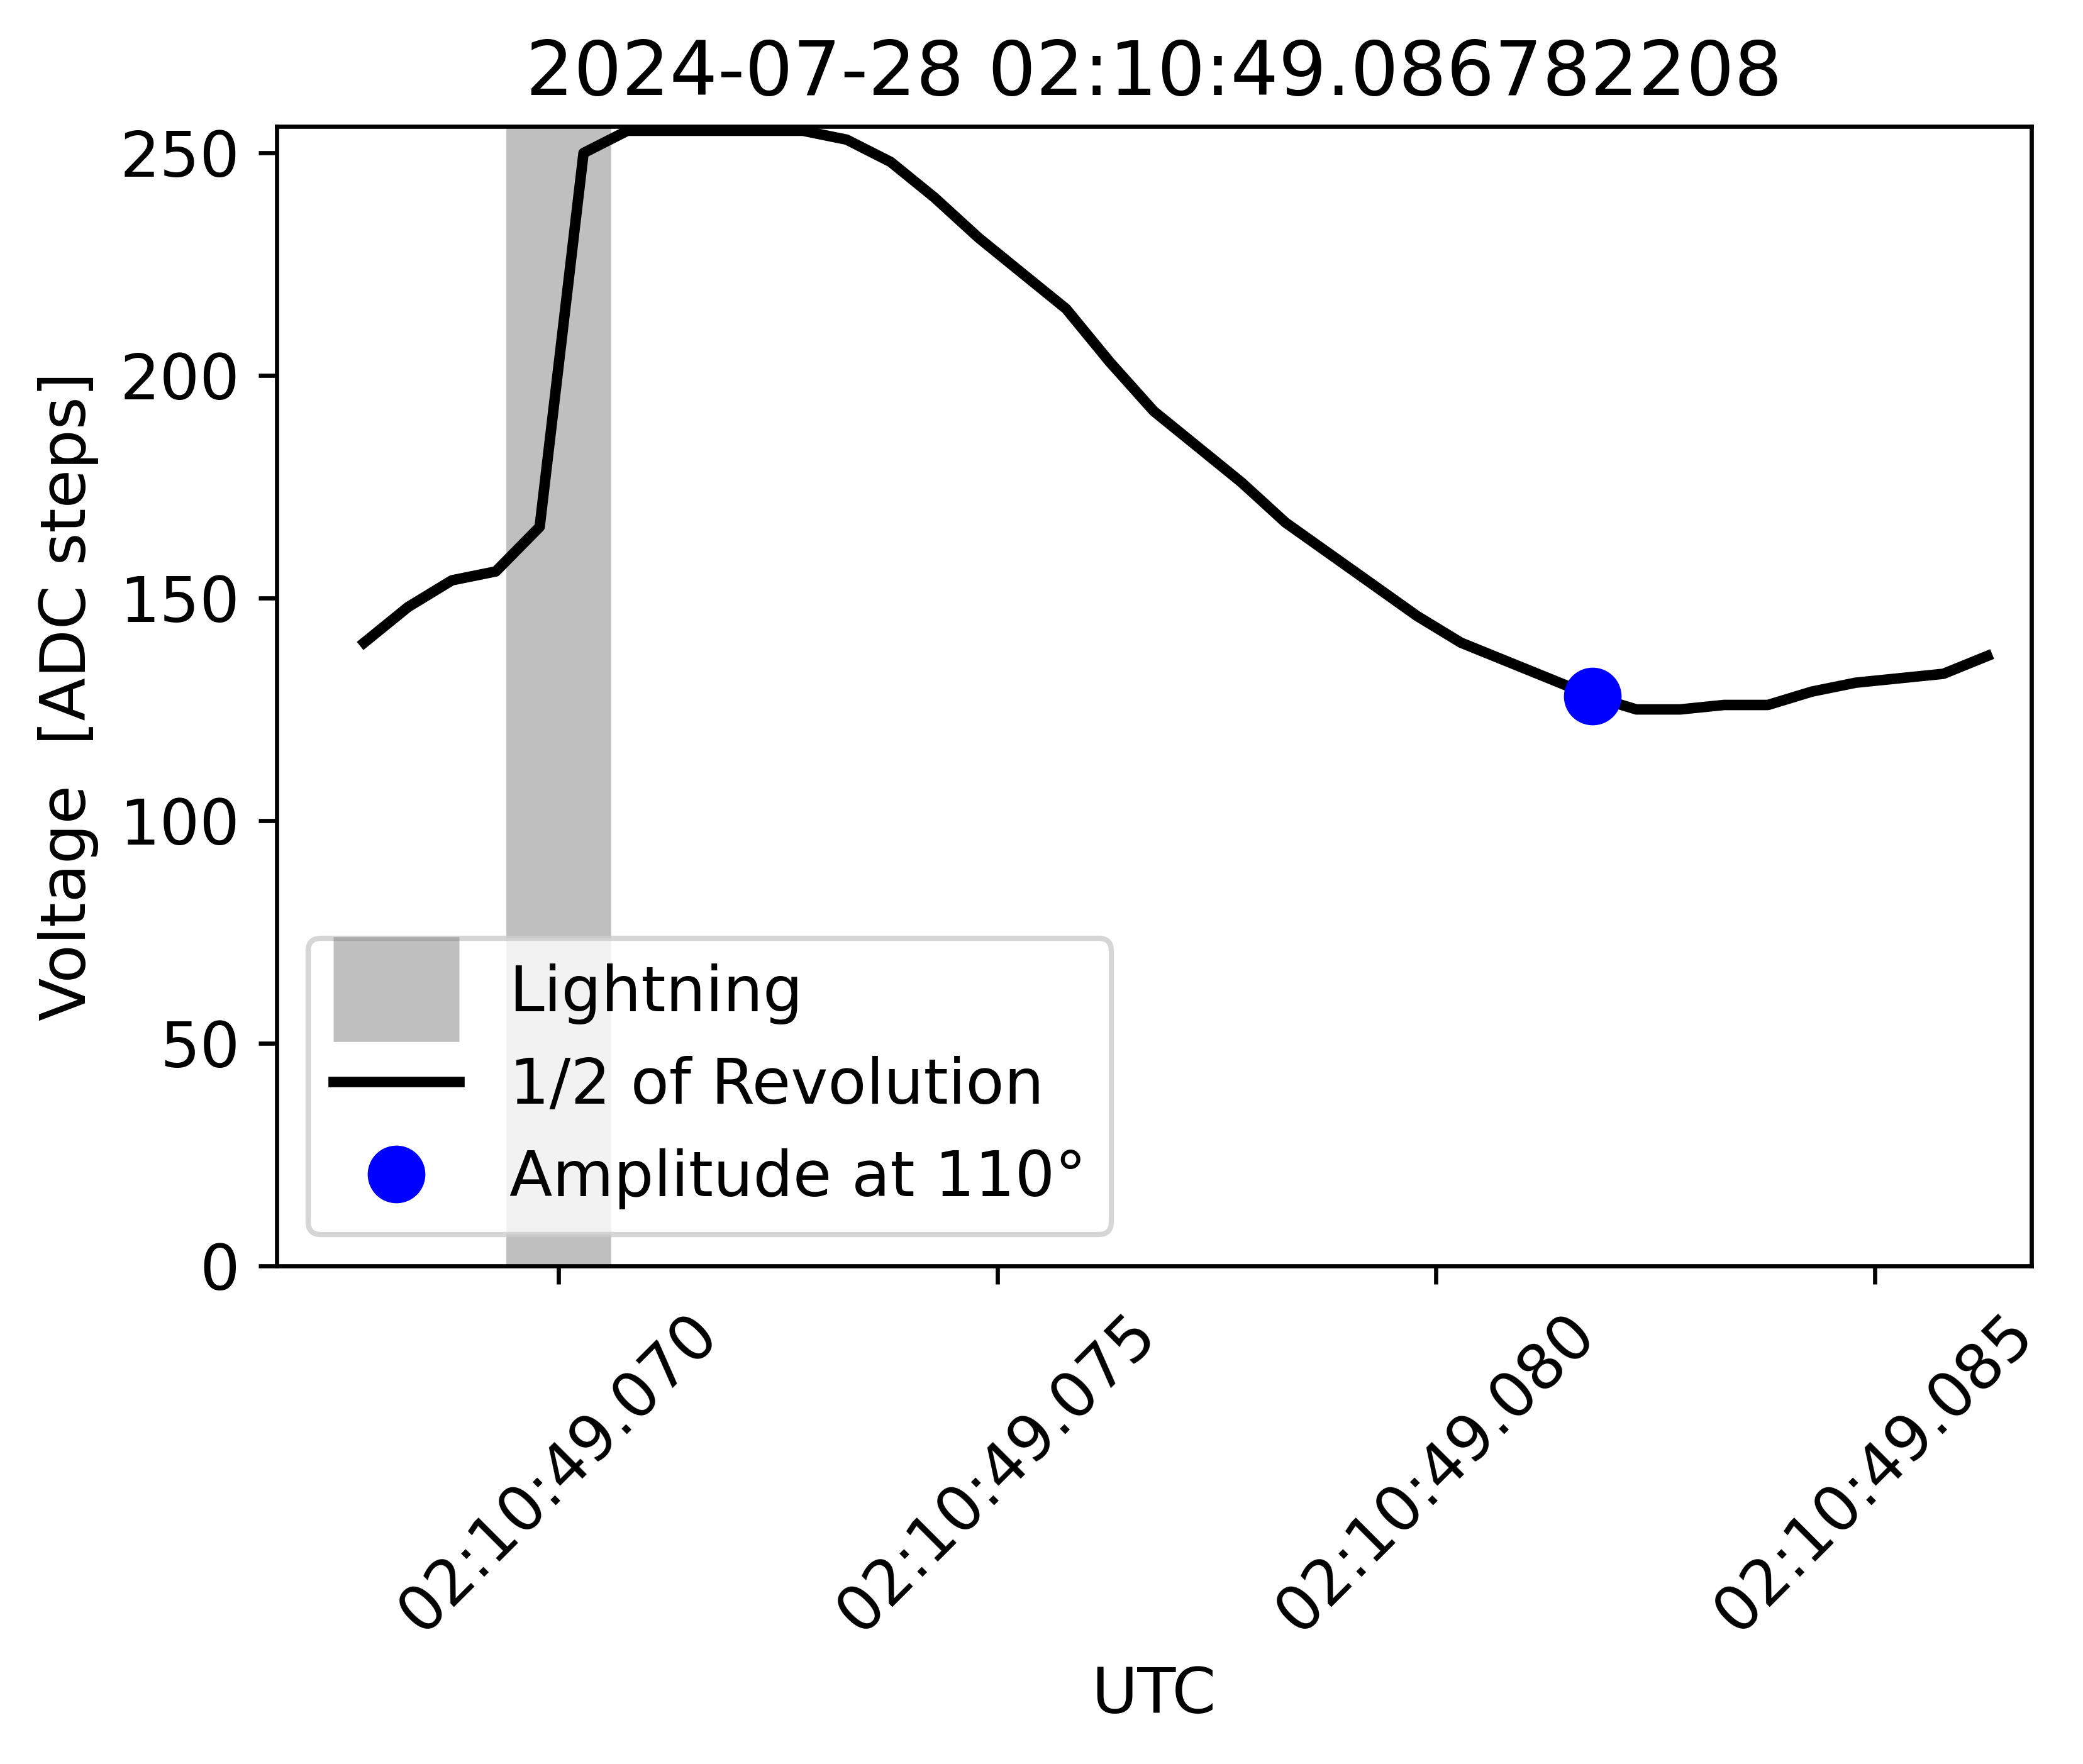 2024-07-28 02:10:49.086782208
Voltage [ADC steps]
250
200
150
100
50
0
Lightning
1/2 of Revolution
Amplitude at 110°
02:10:49.070
02:10:49.075
02:10:49.080
02:10:49.085
UTC